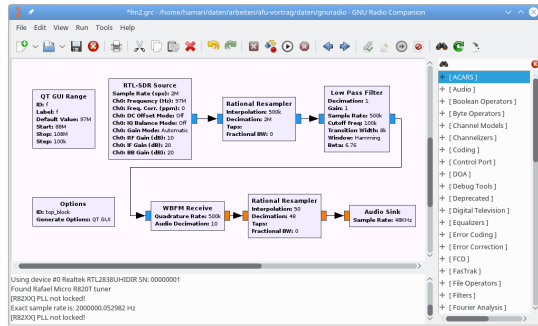 *fm2.grc - /home/hamari/daten/arbeiten/afu-vortrag/daten/gnuradio - GNU Radio Companion
File Edit View Run Tools Help
QT GUI Range
ID: f
Label: f
Default Value: 97M
Start: 88M
Stop: 108M
Step: 100k
RTL-SDR Source
Sample Rate (sps): 2M
Ch0: Frequency (Hz): 97M
Ch0: Freq. Corr. (ppm): 0
Ch0: DC Offset Mode: Off
Ch0: IQ Balance Mode: Off
Ch0: Gain Mode: Automatic
Ch0: RF Gain (dB): 10
Ch0: IF Gain (dB): 20
Ch0: BB Gain (dB): 20
Rational Resampler
Interpolation: 500k
Decimation: 2M
Taps:
Fractional BW: 0
Low Pass Filter
Decimation: 1
Gain: 1
Sample Rate: 500k
Cutoff Freq: 100k
Transition Width: 8k
Window: Hamming
Beta: 6.76
Options
ID: top_block
Generate Options: QT GUI
WBFM Receive
Quadrature Rate: 500k
Audio Decimation: 10
Rational Resampler
Interpolation: 50
Decimation: 48
Taps:
Fractional BW: 0
Audio Sink
Sample Rate: 48KHz
+ [ ACARS ]
+ [ Audio ]
+ [ Boolean Operators ]
+ [ Byte Operators ]
+ [ Channel Models ]
+ [ Channelizers ]
+ [ Coding ]
+ [ Control Port ]
+ [ DOA ]
+ [ Debug Tools ]
+ [ Deprecated ]
+ [ Digital Television ]
+ [ Equalizers ]
+ [ Error Coding ]
+ [ Error Correction ]
+ [ FCD ]
+ [ FasTrak ]
+ [ File Operators ]
+ [ Filters ]
+ [ Fourier Analysis ]
Using device #0 Realtek RTL2838UHIDIR SN: 00000001
Found Rafael Micro R820T tuner
[R82XX] PLL not locked!
Exact sample rate is: 2000000,052982 Hz
[R82XX] PLL not locked!